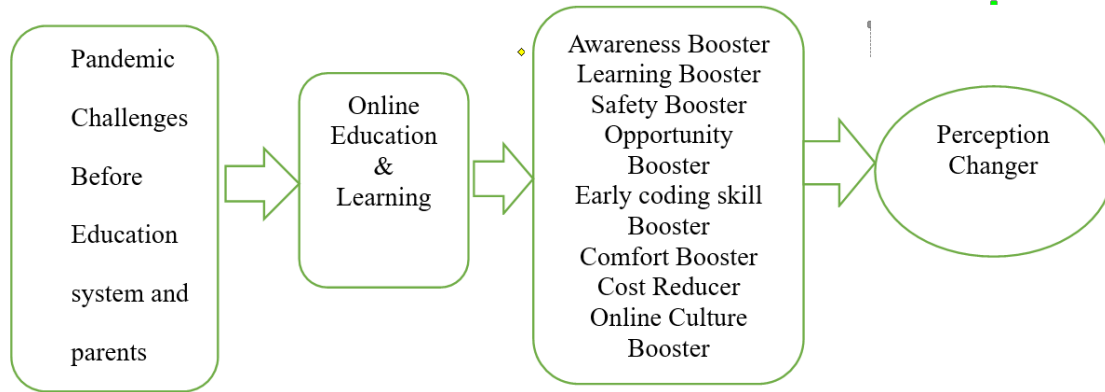 Pandemic
Challenges
Before
Education
system and
parents
Online
Education
&
Learning
Awareness Booster
Learning Booster
Safety Booster
Opportunity
Booster
Early coding skill
Booster
Comfort Booster
Cost Reducer
Online Culture
Booster
Perception
Changer